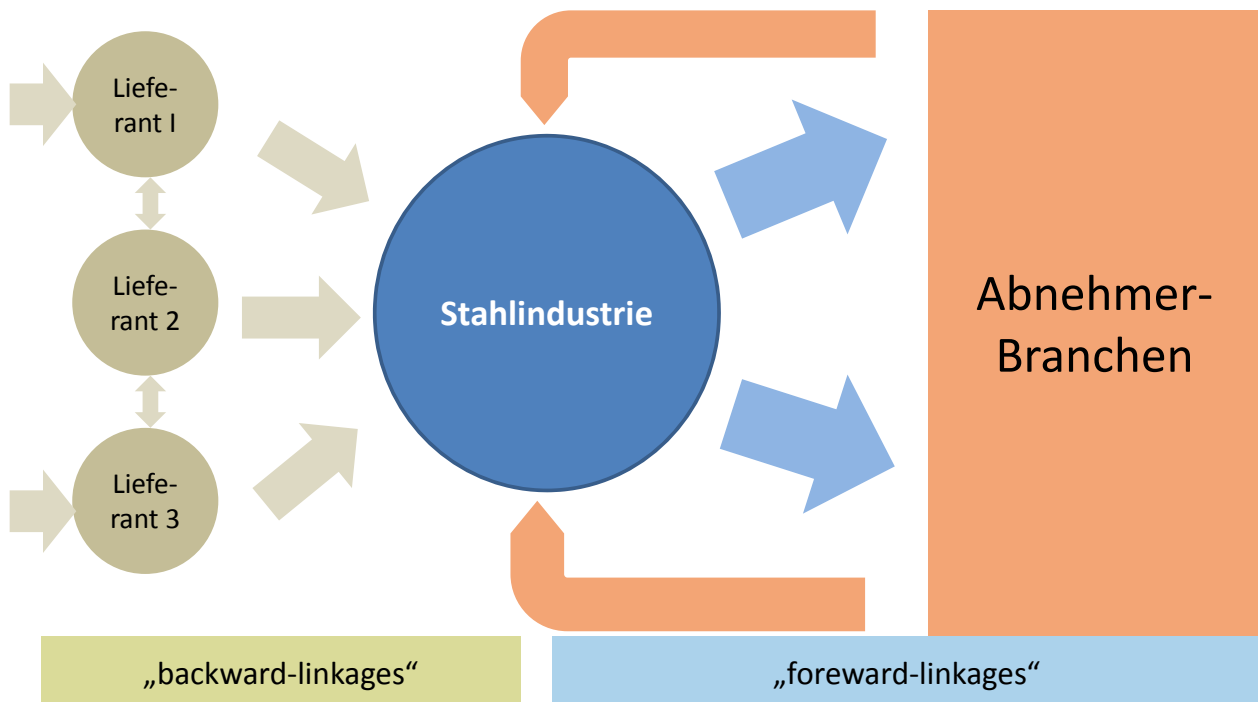 Liefe-
rant I
Liefe-
rant 2
Liefe-
rant 3
Stahlindustrie
Abnehmer-
Branchen
„backward-linkages“
„foreward-linkages“